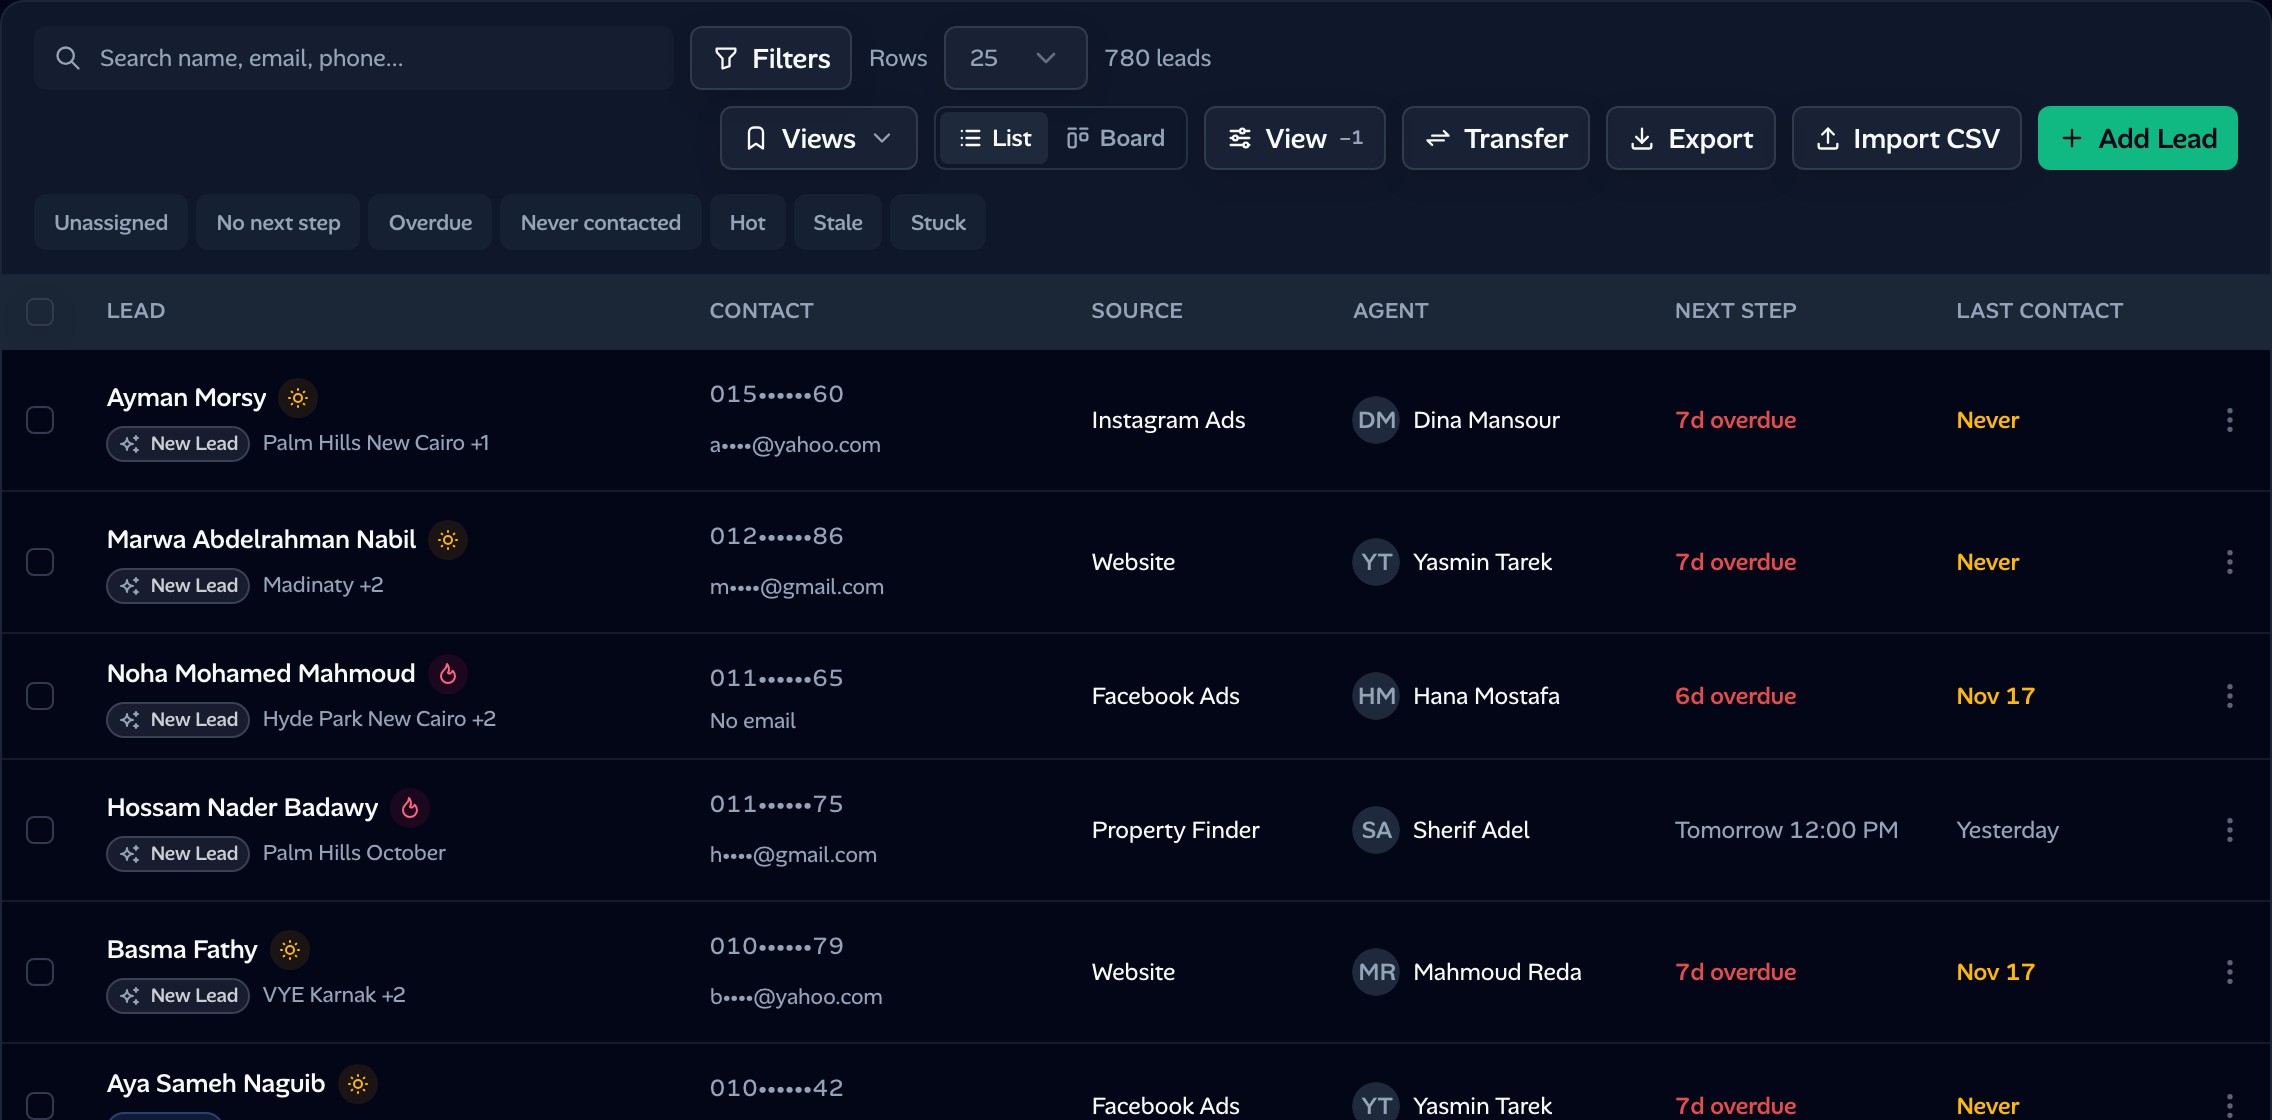 Search name, email, phone...
Filters
Rows
25
780 leads
Views
List
Board
View −1
Transfer
Export
Import CSV
+ Add Lead
Unassigned
No next step
Overdue
Never contacted
Hot
Stale
Stuck
LEAD
CONTACT
SOURCE
AGENT
NEXT STEP
LAST CONTACT
Ayman Morsy
New Lead
Palm Hills New Cairo +1
015••••••60
a••••@yahoo.com
Instagram Ads
DM
Dina Mansour
7d overdue
Never
Marwa Abdelrahman Nabil
New Lead
Madinaty +2
012••••••86
m••••@gmail.com
Website
YT
Yasmin Tarek
7d overdue
Never
Noha Mohamed Mahmoud
New Lead
Hyde Park New Cairo +2
011••••••65
No email
Facebook Ads
HM
Hana Mostafa
6d overdue
Nov 17
Hossam Nader Badawy
New Lead
Palm Hills October
011••••••75
h••••@gmail.com
Property Finder
SA
Sherif Adel
Tomorrow 12:00 PM
Yesterday
Basma Fathy
New Lead
VYE Karnak +2
010••••••79
b••••@yahoo.com
Website
MR
Mahmoud Reda
7d overdue
Nov 17
Aya Sameh Naguib
010••••••42
Facebook Ads
YT
Yasmin Tarek
7d overdue
Never